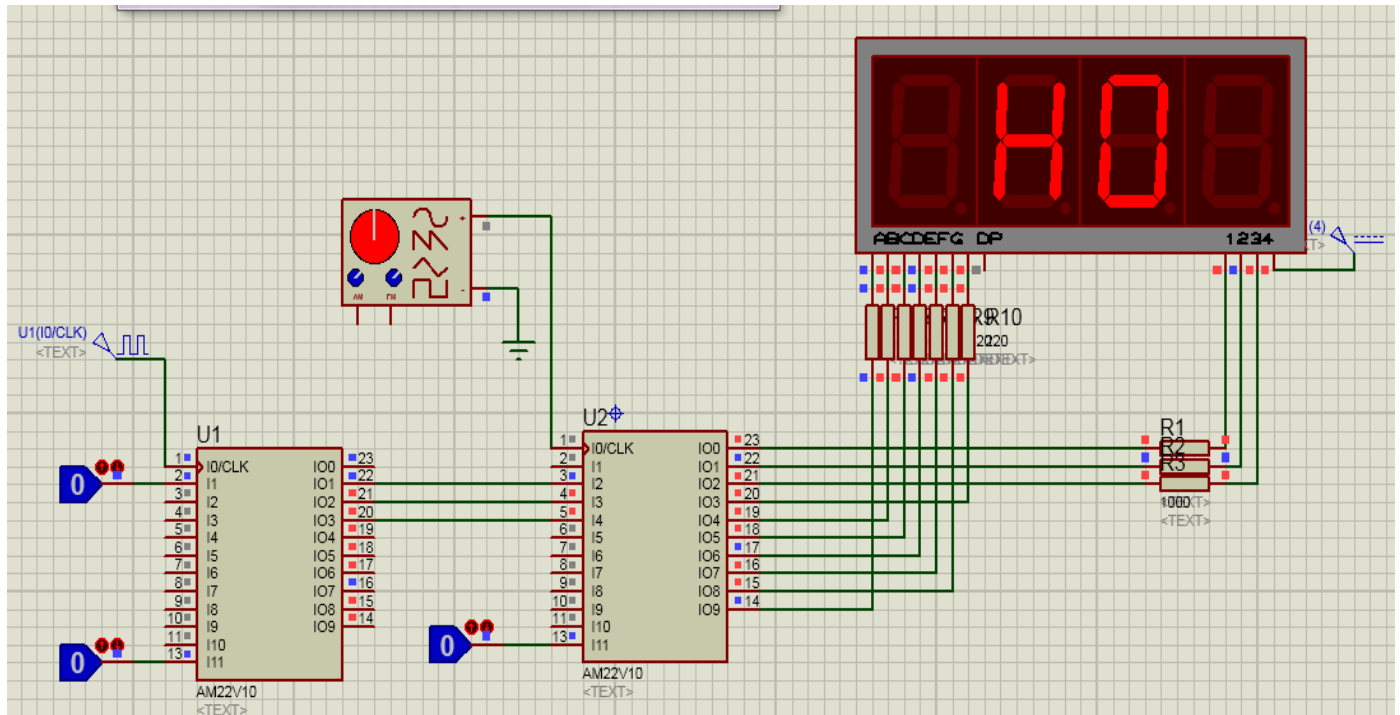 H0
ABCDEFG DP
1234
(4)
AM
FM
R10
220
U1(I0/CLK)
<TEXT>
U2
R1
R2
R3
1000
<TEXT>
U1
0
1 I0/CLK IO0 23
2 I1 IO1 22
3 I2 IO2 21
4 I3 IO3 20
5 I4 IO4 19
6 I5 IO5 18
7 I6 IO6 17
8 I7 IO7 16
9 I8 IO8 15
10 I9 IO9 14
11 I10
13 I11
0
AM22V10
<TEXT>
1 I0/CLK IO0 23
2 I1 IO1 22
3 I2 IO2 21
4 I3 IO3 20
5 I4 IO4 19
6 I5 IO5 18
7 I6 IO6 17
8 I7 IO7 16
9 I8 IO8 15
10 I9 IO9 14
11 I10
13 I11
0
AM22V10
<TEXT>